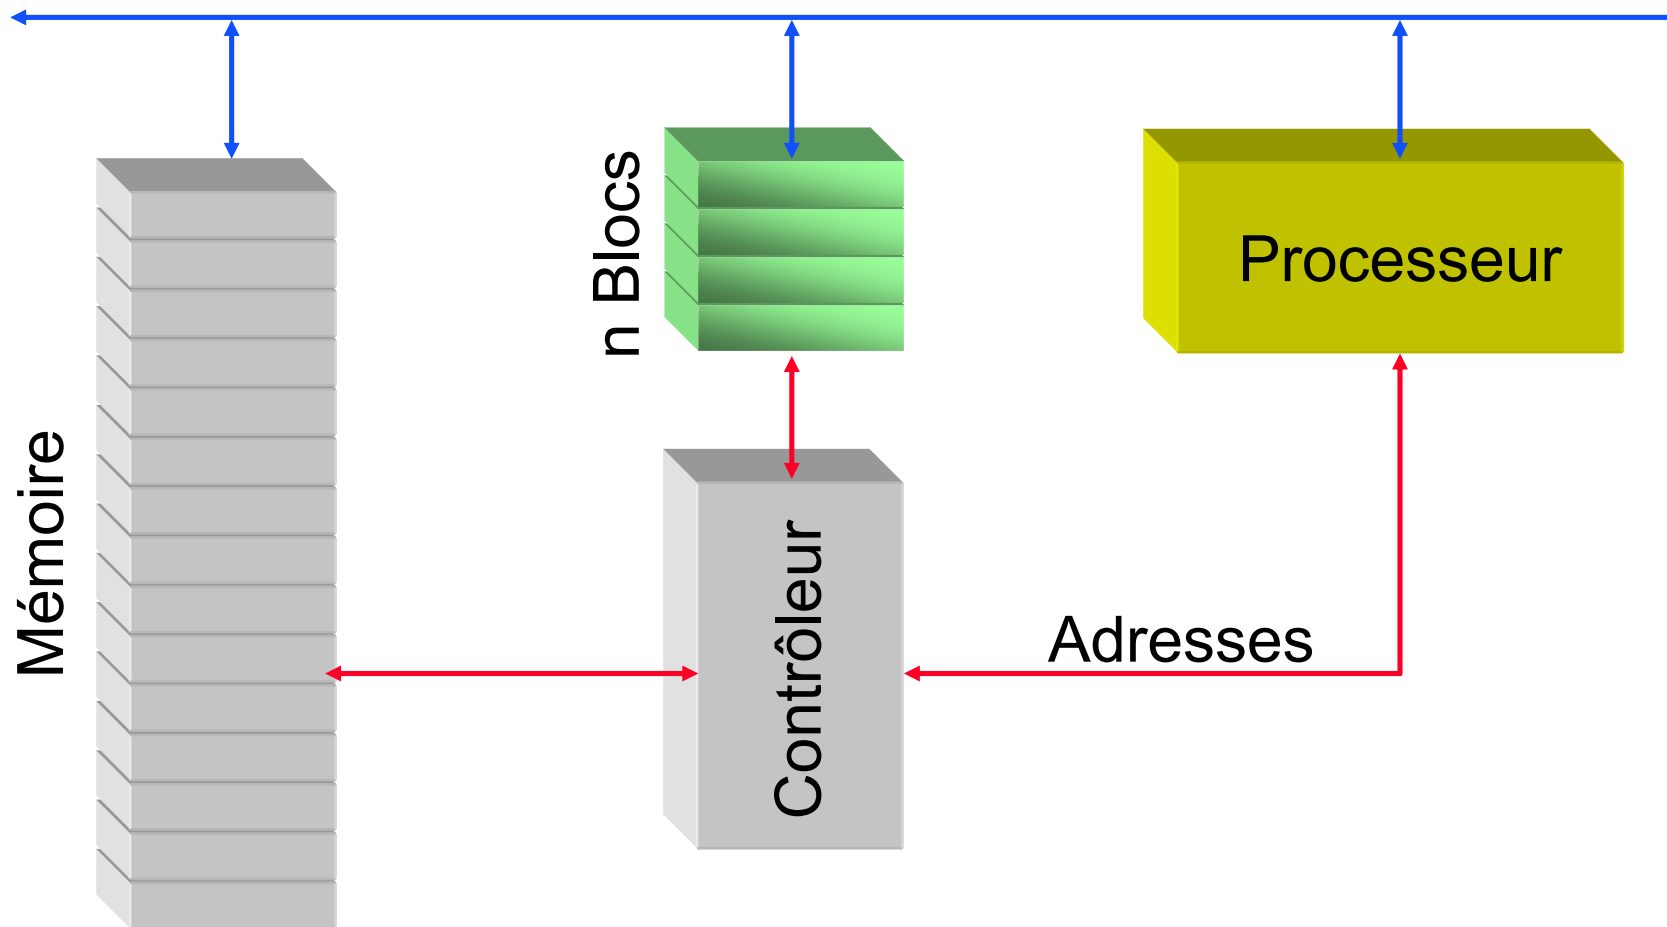 Mémoire
n Blocs
Processeur
Contrôleur
Adresses